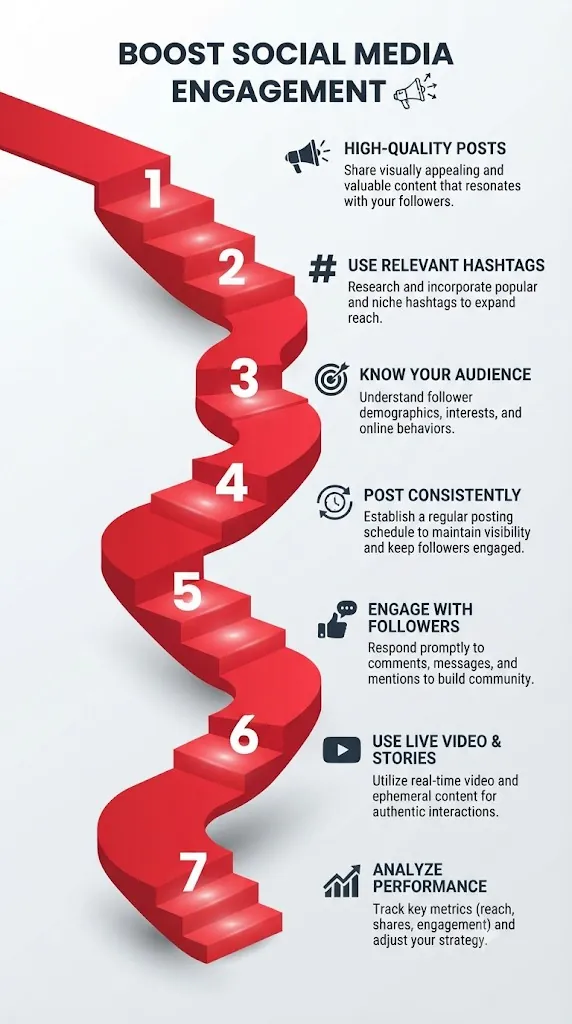 BOOST SOCIAL MEDIA
ENGAGEMENT
1
HIGH-QUALITY POSTS
Share visually appealing and
valuable content that resonates
with your followers.
2
# USE RELEVANT HASHTAGS
Research and incorporate popular
and niche hashtags to expand
reach.
3
KNOW YOUR AUDIENCE
Understand follower
demographics, interests, and
online behaviors.
4
POST CONSISTENTLY
Establish a regular posting
schedule to maintain visibility
and keep followers engaged.
5
ENGAGE WITH
FOLLOWERS
Respond promptly to
comments, messages, and
mentions to build community.
6
USE LIVE VIDEO &
STORIES
Utilize real-time video and
ephemeral content for
authentic interactions.
7
ANALYZE
PERFORMANCE
Track key metrics (reach,
shares, engagement) and
adjust your strategy.